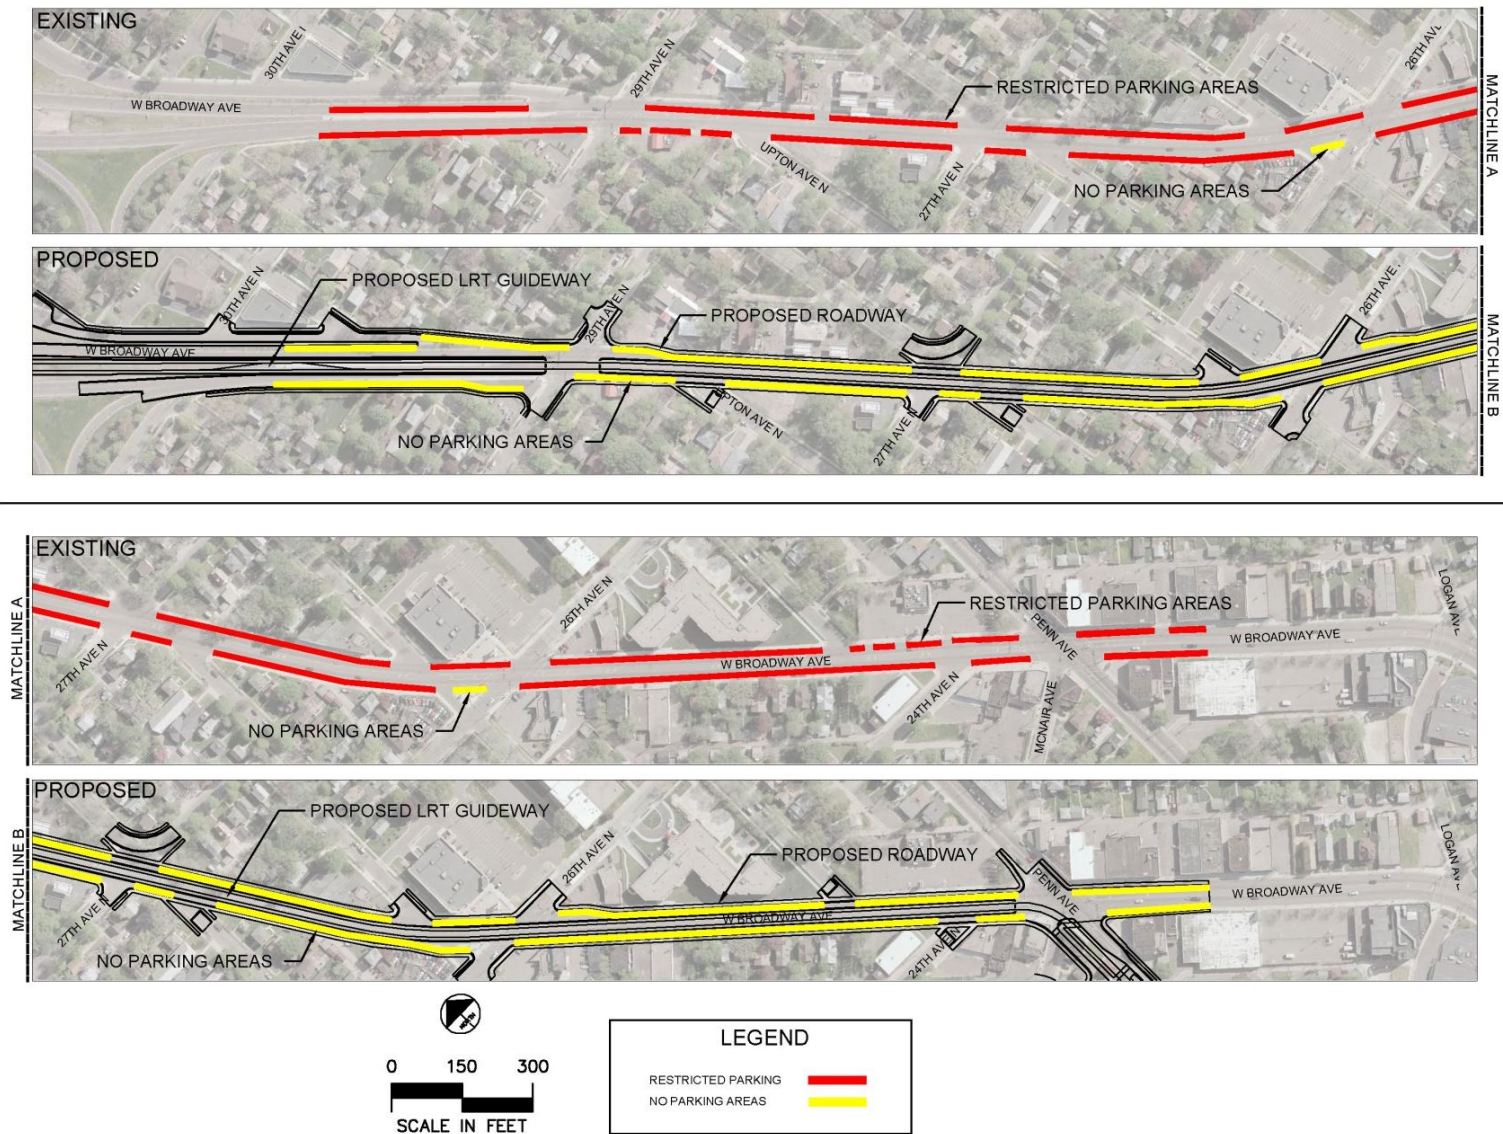 EXISTING
30TH AVE N
29TH AVE N
26TH AVE
W BROADWAY AVE
RESTRICTED PARKING AREAS
UPTON AVE N
27TH AVE N
NO PARKING AREAS
MATCHLINE A
PROPOSED
PROPOSED LRT GUIDEWAY
30TH AVE N
29TH AVE N
26TH AVE
PROPOSED ROADWAY
W BROADWAY AVE
UPTON AVE N
27TH AVE N
NO PARKING AREAS
MATCHLINE B
EXISTING
MATCHLINE A
26TH AVE N
RESTRICTED PARKING AREAS
PENN AVE
LOGAN AVE
W BROADWAY AVE
W BROADWAY AVE
27TH AVE N
24TH AVE N
MCNAIR AVE
NO PARKING AREAS
PROPOSED
MATCHLINE B
PROPOSED LRT GUIDEWAY
26TH AVE N
PROPOSED ROADWAY
PENN AVE
LOGAN AVE
W BROADWAY AVE
W BROADWAY AVE
27TH AVE N
24TH AVE N
NO PARKING AREAS
NORTH
0 150 300
SCALE IN FEET
LEGEND
RESTRICTED PARKING
NO PARKING AREAS